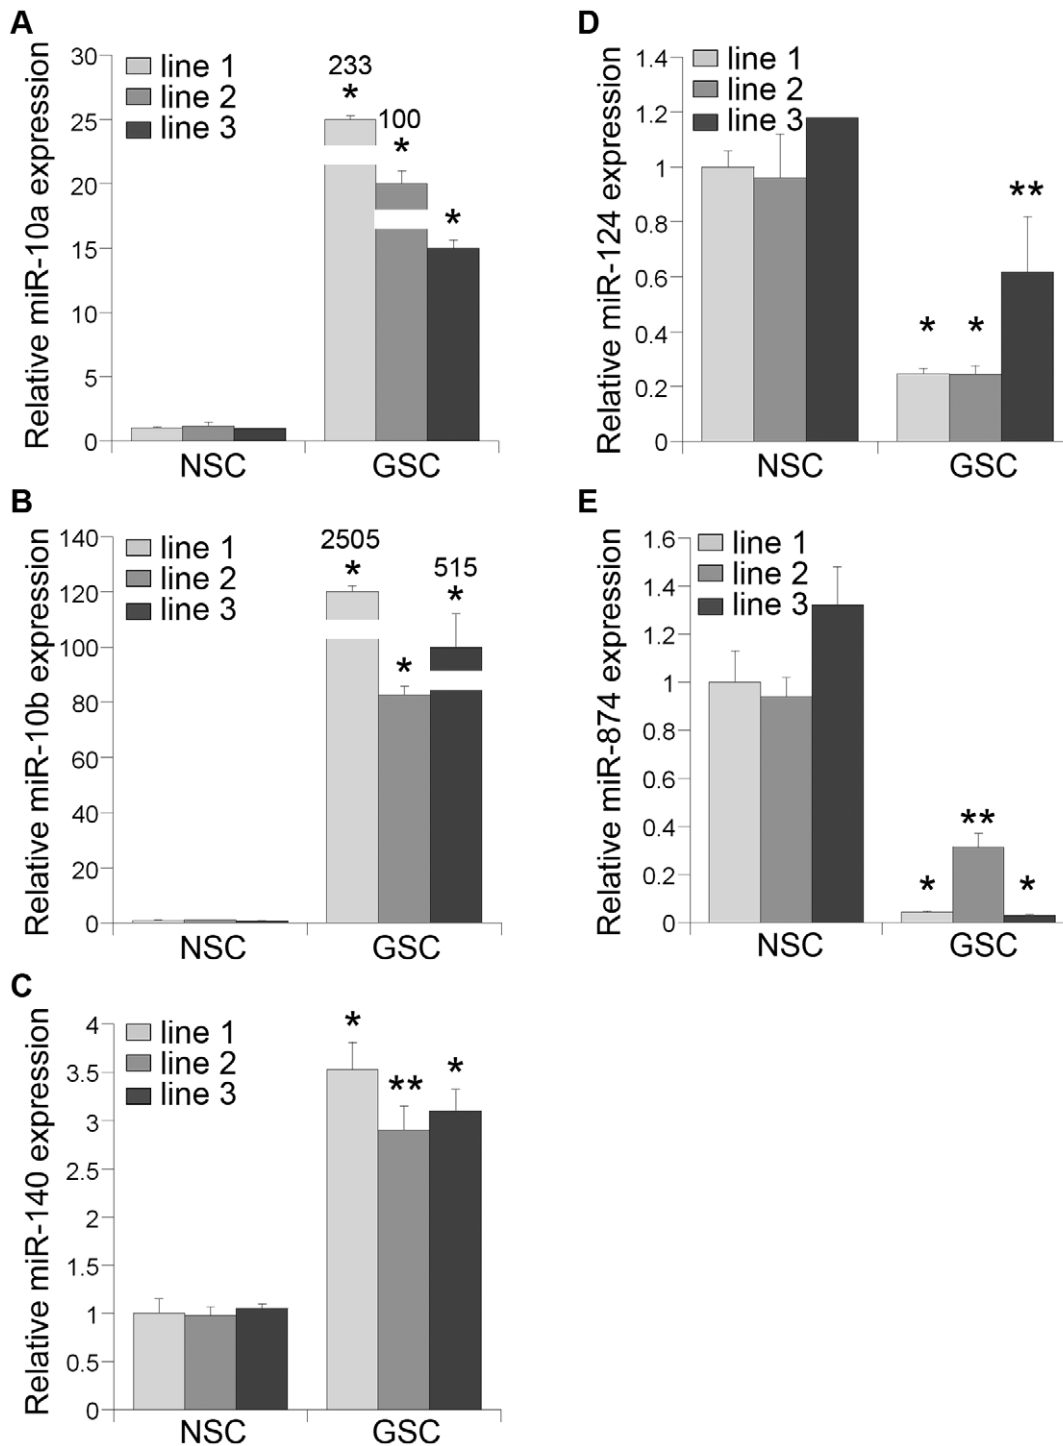 A
Relative miR-10a expression
30
25
20
15
10
5
0
line 1
line 2
line 3
233
*
100
*
*
NSC GSC
B
Relative miR-10b expression
140
120
100
80
60
40
20
0
line 1
line 2
line 3
2505
*
*
515
*
NSC GSC
C
Relative miR-140 expression
4
3.5
3
2.5
2
1.5
1
0.5
0
line 1
line 2
line 3
*
**
*
NSC GSC
D
Relative miR-124 expression
1.4
1.2
1
0.8
0.6
0.4
0.2
0
line 1
line 2
line 3
*
*
**
NSC GSC
E
Relative miR-874 expression
1.6
1.4
1.2
1
0.8
0.6
0.4
0.2
0
line 1
line 2
line 3
*
**
*
NSC GSC